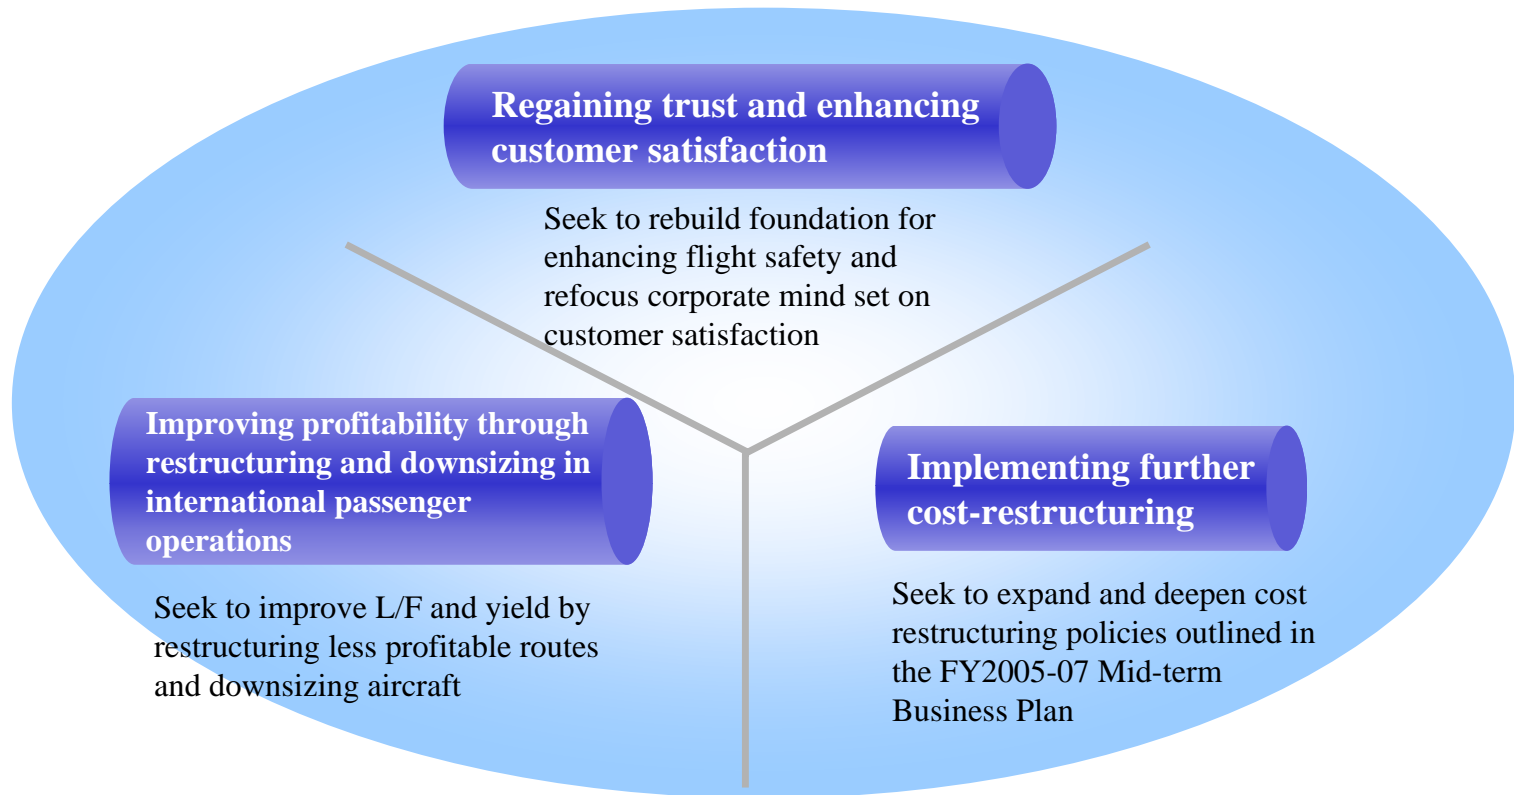 Regaining trust and enhancing
customer satisfaction
Seek to rebuild foundation for
enhancing flight safety and
refocus corporate mind set on
customer satisfaction
Improving profitability through
restructuring and downsizing in
international passenger
operations
Seek to improve L/F and yield by
restructuring less profitable routes
and downsizing aircraft
Implementing further
cost-restructuring
Seek to expand and deepen cost
restructuring policies outlined in
the FY2005-07 Mid-term
Business Plan